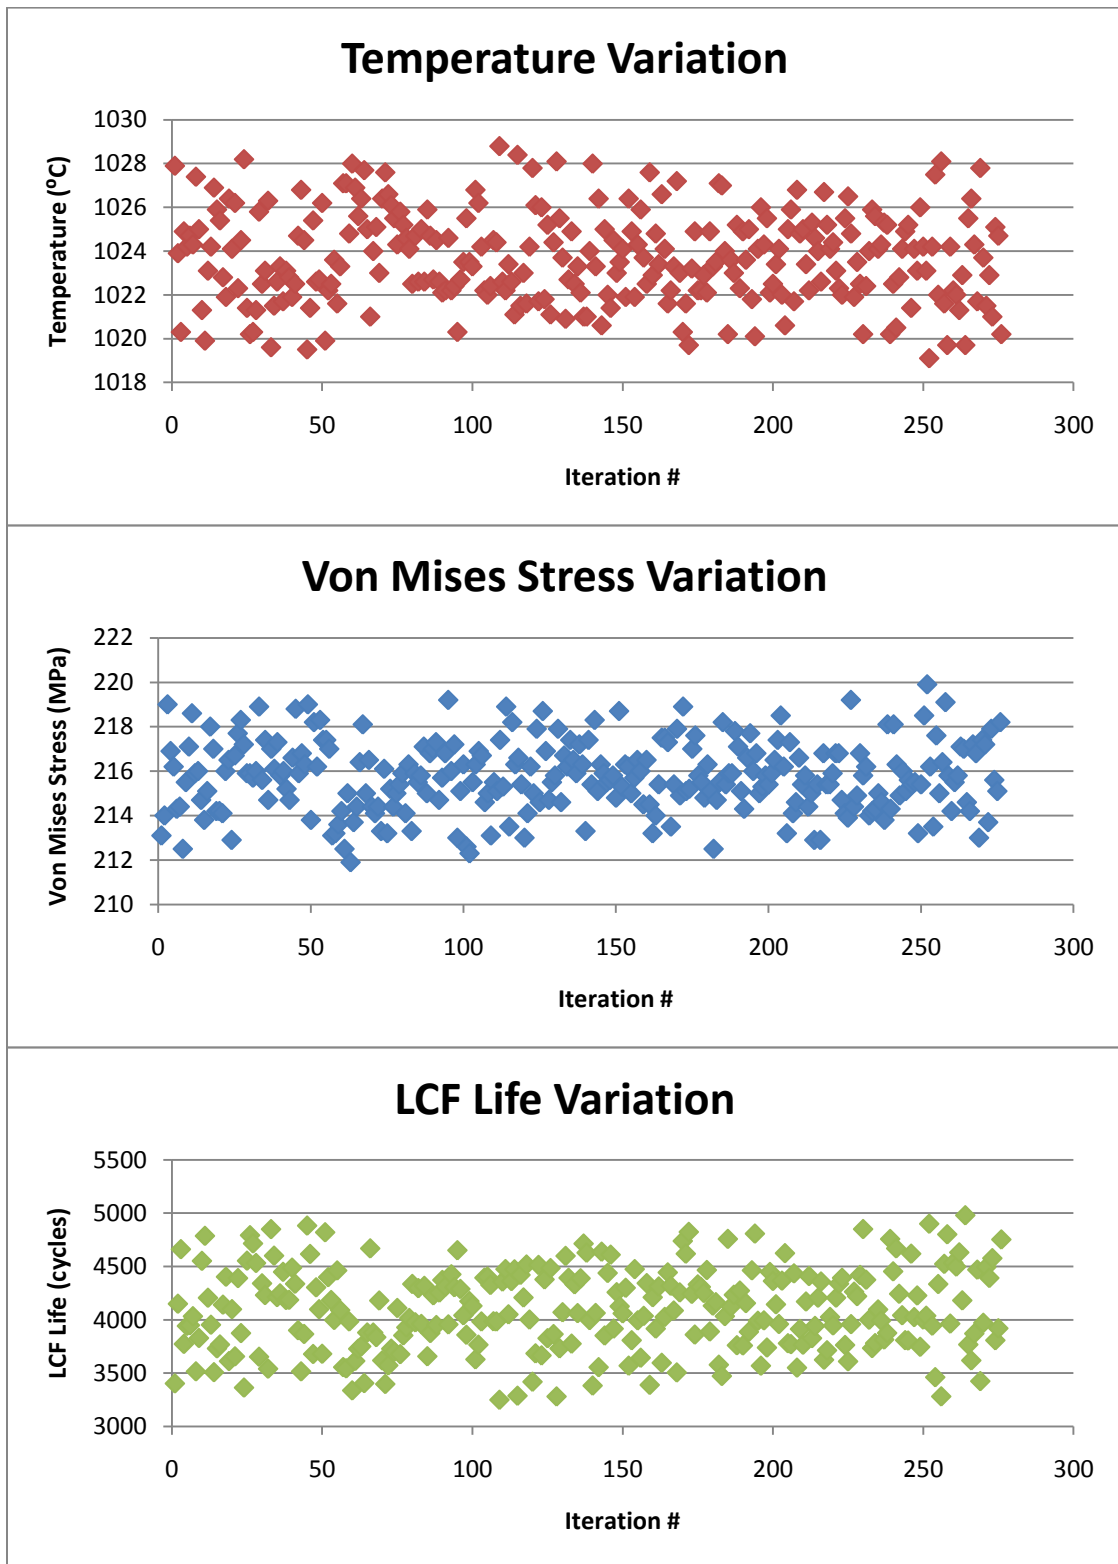 Temperature Variation
1030
1028
1026
1024
1022
1020
1018
Temperature (⁰C)
0 50 100 150 200 250 300
Iteration #
Von Mises Stress Variation
222
220
218
216
214
212
210
Von Mises Stress (MPa)
0 50 100 150 200 250 300
Iteration #
LCF Life Variation
5500
5000
4500
4000
3500
3000
LCF Life (cycles)
0 50 100 150 200 250 300
Iteration #